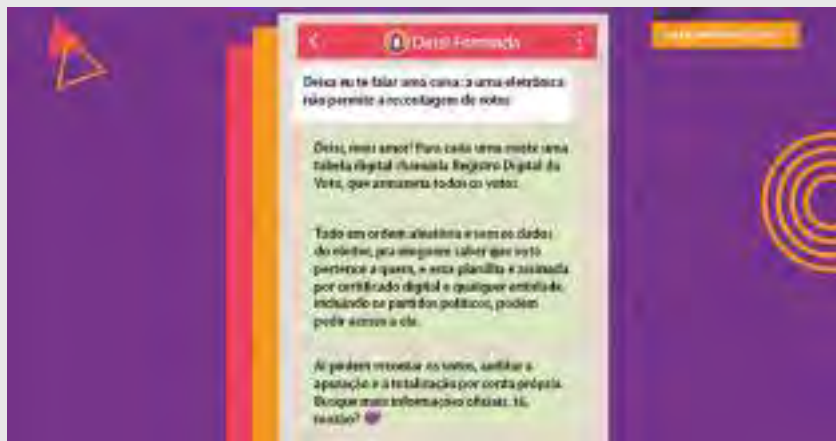 Deisi Formada
Deixa eu te falar uma coisa: a urna eletrônica
não permite a recontagem de votos
Deisi, meu amor! Para cada urna existe uma
tabela digital chamada Registro Digital do
Voto, que armazena todos os votos.
Tudo em ordem aleatória e sem os dados
do eleitor, pra ninguém saber que voto
pertence a quem, e essa planilha é assinada
por certificado digital e qualquer entidade,
incluindo os partidos políticos, podem
pedir acesso a ela.
Aí podem recontar os votos, auditar a
apuração e a totalização por conta própria.
Busque mais informações oficiais, tá,